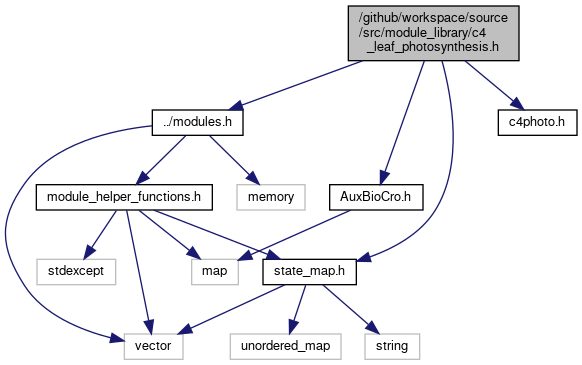 /github/workspace/source
/src/module_library/c4
_leaf_photosynthesis.h
../modules.h
c4photo.h
module_helper_functions.h
memory
AuxBioCro.h
stdexcept
map
state_map.h
vector
unordered_map
string